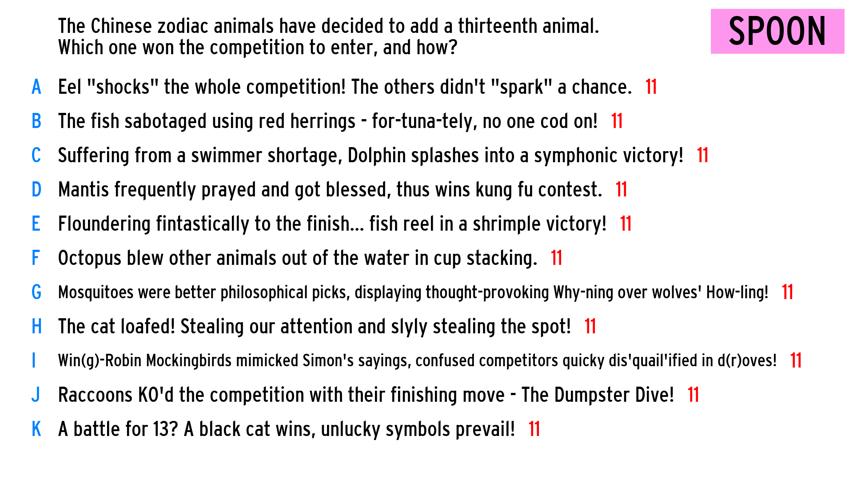 The Chinese zodiac animals have decided to add a thirteenth animal.
Which one won the competition to enter, and how?
SPOON
A Eel "shocks" the whole competition! The others didn't "spark" a chance. 11
B The fish sabotaged using red herrings - for-tuna-tely, no one cod on! 11
C Suffering from a swimmer shortage, Dolphin splashes into a symphonic victory! 11
D Mantis frequently prayed and got blessed, thus wins kung fu contest. 11
E Floundering fintastically to the finish... fish reel in a shrimple victory! 11
F Octopus blew other animals out of the water in cup stacking. 11
G Mosquitoes were better philosophical picks, displaying thought-provoking Why-ning over wolves' How-ling! 11
H The cat loafed! Stealing our attention and slyly stealing the spot! 11
I Win(g)-Robin Mockingbirds mimicked Simon's sayings, confused competitors quicky dis'quail'ified in d(r)oves! 11
J Raccoons KO'd the competition with their finishing move - The Dumpster Dive! 11
K A battle for 13? A black cat wins, unlucky symbols prevail! 11